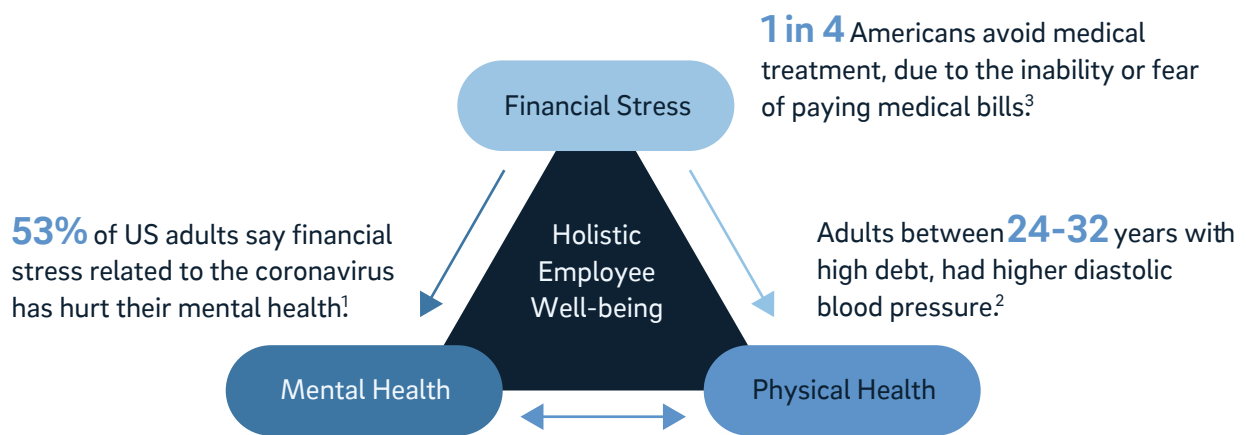 1 in 4 Americans avoid medical
treatment, due to the inability or fear
of paying medical bills.³
Financial Stress
53% of US adults say financial
stress related to the coronavirus
has hurt their mental health.¹
Holistic
Employee
Well-being
Adults between 24-32 years with
high debt, had higher diastolic
blood pressure.²
Mental Health
Physical Health